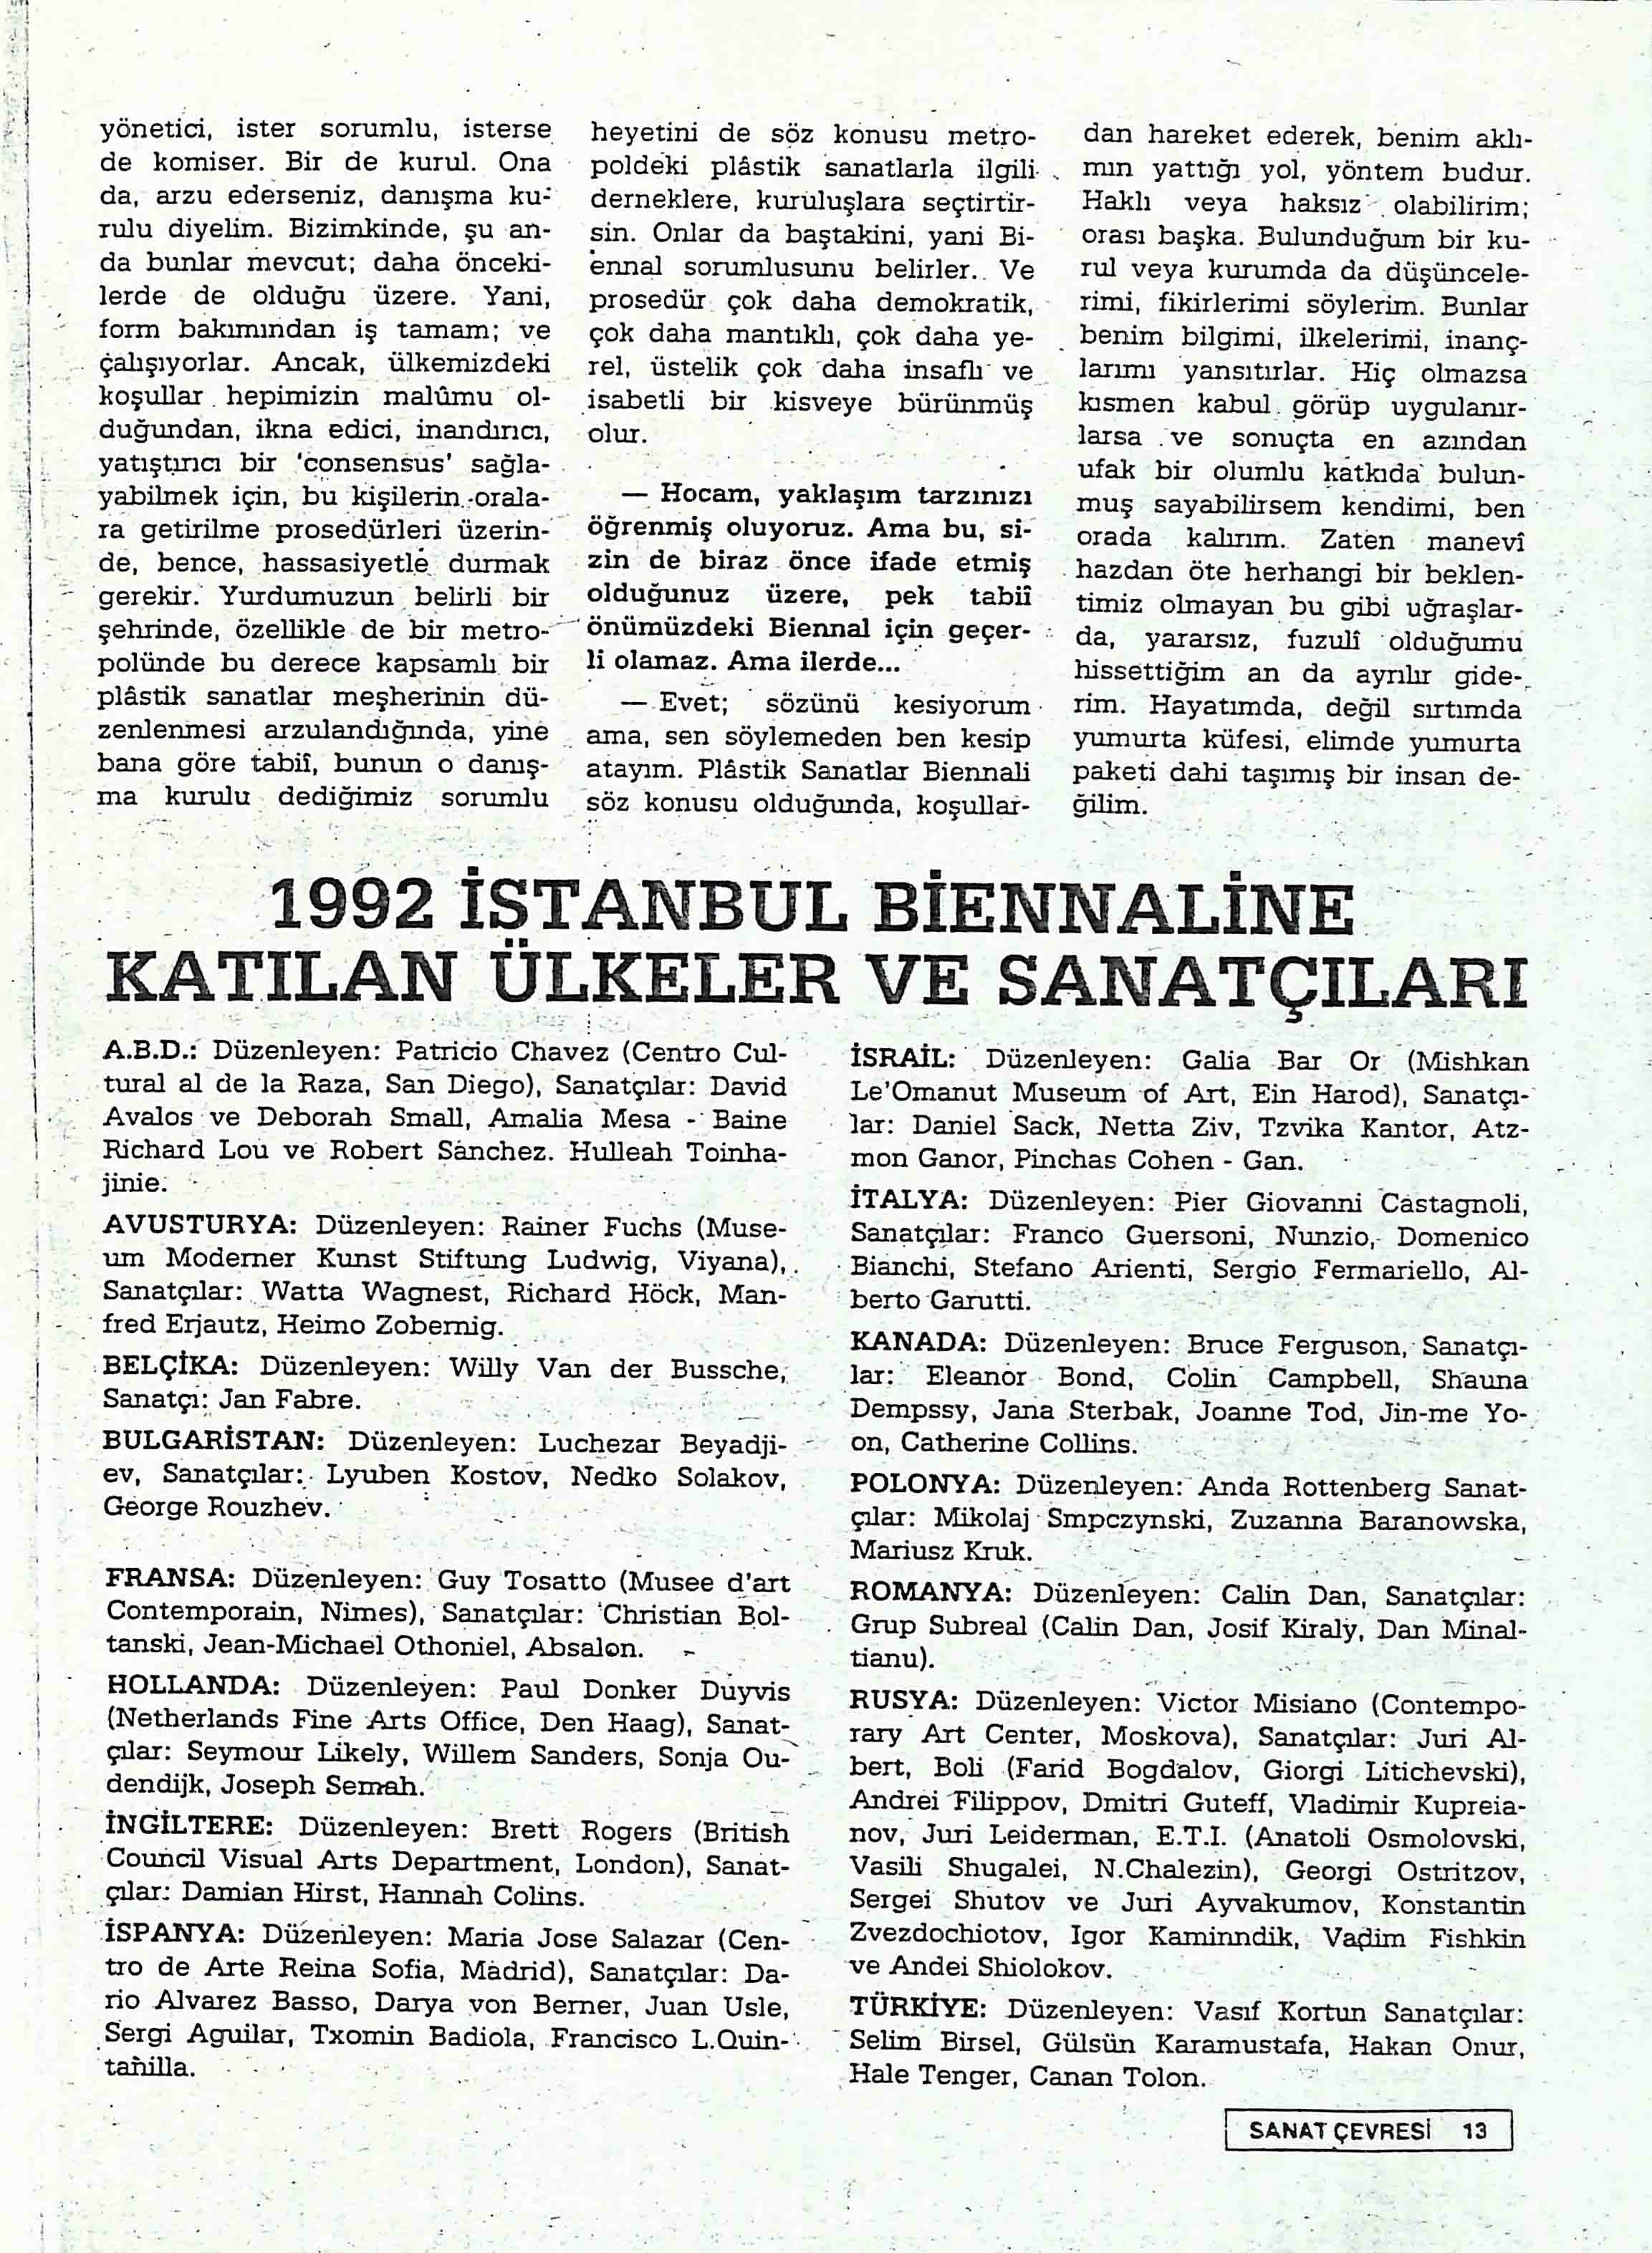 yönetici, ister sorumlu, isterse
de komiser. Bir de kurul. Ona
da, arzu ederseniz, danışma ku-
rulu diyelim. Bizimkinde, şu an-
da bunlar mevcut; daha önceki-
lerde de olduğu üzere. Yani,
form bakımından iş tamam; ve
çalışıyorlar. Ancak, ülkemizdeki
koşullar hepimizin malûmu ol-
duğundan, ikna edici, inandırıcı,
yatıştırıcı bir 'consensus' sağla-
yabilmek için, bu kişilerin orala-
ra getirilme prosedürleri üzerin-
de, bence, hassasiyetle durmak
gerekir. Yurdumuzun belirli bir
şehrinde, özellikle de bir metro-
polünde bu derece kapsamlı bir
plâstik sanatlar meşherinin dü-
zenlenmesi arzulandığında, yine
bana göre tabiî, bunun o danış-
ma kurulu dediğimiz sorumlu
heyetini de söz konusu metro-
poldeki plâstik sanatlarla ilgili
derneklere, kuruluşlara seçtirtir-
sin. Onlar da baştakini, yani Bi-
ennal sorumlusunu belirler. Ve
prosedür çok daha demokratik,
çok daha mantıklı, çok daha ye-
rel, üstelik çok daha insaflı ve
isabetli bir kisveye bürünmüş
olur.
— Hocam, yaklaşım tarzınızı
öğrenmiş oluyoruz. Ama bu, si-
zin de biraz önce ifade etmiş
olduğunuz üzere, pek tabiî
önümüzdeki Biennal için geçer-
li olamaz. Ama ilerde...
— Evet; sözünü kesiyorum
ama, sen söylemeden ben kesip
atayım. Plâstik Sanatlar Biennali
söz konusu olduğunda, koşullar-
dan hareket ederek, benim aklı-
mın yattığı yol, yöntem budur.
Haklı veya haksız olabilirim;
orası başka. Bulunduğum bir ku-
rul veya kurumda da düşüncele-
rimi, fikirlerimi söylerim. Bunlar
benim bilgimi, ilkelerimi, inanç-
larımı yansıtırlar. Hiç olmazsa
kısmen kabul görüp uygulanır-
larsa ve sonuçta en azından
ufak bir olumlu katkıda bulun-
muş sayabilirsem kendimi, ben
orada kalırım. Zaten manevî
hazdan öte herhangi bir beklen-
timiz olmayan bu gibi uğraşlar-
da, yararsız, fuzulî olduğumu
hissettiğim an da ayrılır gide-
rim. Hayatımda, değil sırtımda
yumurta küfesi, elimde yumurta
paketi dahi taşımış bir insan de-
ğilim.
1992 İSTANBUL BİENNALİNE
KATILAN ÜLKELER VE SANATÇILARI
A.B.D.: Düzenleyen: Patricio Chavez (Centro Cul-
tural al de la Raza, San Diego), Sanatçılar: David
Avalos ve Deborah Small, Amalia Mesa - Baine
Richard Lou ve Robert Sanchez. Hulleah Toinha-
jinie.
AVUSTURYA: Düzenleyen: Rainer Fuchs (Muse-
um Moderner Kunst Stiftung Ludwig, Viyana),
Sanatçılar: Watta Wagnest, Richard Höck, Man-
fred Erjautz, Heimo Zobernig.
BELÇİKA: Düzenleyen: Willy Van der Bussche,
Sanatçı: Jan Fabre.
BULGARİSTAN: Düzenleyen: Luchezar Beyadji-
ev, Sanatçılar: Lyuben Kostov, Nedko Solakov,
George Rouzhev.
FRANSA: Düzenleyen: Guy Tosatto (Musee d'art
Contemporain, Nimes), Sanatçılar: Christian Bol-
tanski, Jean-Michael Othoniel, Absalon.
HOLLANDA: Düzenleyen: Paul Donker Duyvis
(Netherlands Fine Arts Office, Den Haag), Sanat-
çılar: Seymour Likely, Willem Sanders, Sonja Ou-
dendijk, Joseph Semah.
İNGİLTERE: Düzenleyen: Brett Rogers (British
Council Visual Arts Department, London), Sanat-
çılar: Damian Hirst, Hannah Colins.
İSPANYA: Düzenleyen: Maria Jose Salazar (Cen-
tro de Arte Reina Sofia, Madrid), Sanatçılar: Da-
rio Alvarez Basso, Darya von Berner, Juan Usle,
Sergi Aguilar, Txomin Badiola, Francisco L.Quin-
tanilla.
İSRAİL: Düzenleyen: Galia Bar Or (Mishkan
Le'Omanut Museum of Art, Ein Harod), Sanatçı-
lar: Daniel Sack, Netta Ziv, Tzvika Kantor, Atz-
mon Ganor, Pinchas Cohen - Gan.
İTALYA: Düzenleyen: Pier Giovanni Castagnoli,
Sanatçılar: Franco Guersoni, Nunzio, Domenico
Bianchi, Stefano Arienti, Sergio Fermariello, Al-
berto Garutti.
KANADA: Düzenleyen: Bruce Ferguson, Sanatçı-
lar: Eleanor Bond, Colin Campbell, Shauna
Dempssy, Jana Sterbak, Joanne Tod, Jin-me Yo-
on, Catherine Collins.
POLONYA: Düzenleyen: Anda Rottenberg Sanat-
çılar: Mikolaj Smpczynski, Zuzanna Baranowska,
Mariusz Kruk.
ROMANYA: Düzenleyen: Calin Dan, Sanatçılar:
Grup Subreal (Calin Dan, Josif Kiraly, Dan Minal-
tianu).
RUSYA: Düzenleyen: Victor Misiano (Contempo-
rary Art Center, Moskova), Sanatçılar: Juri Al-
bert, Boli (Farid Bogdalov, Giorgi Litichevski),
Andrei Filippov, Dmitri Guteff, Vladimir Kupreia-
nov, Juri Leiderman, E.T.I. (Anatoli Osmolovski,
Vasili Shugalei, N.Chalezin), Georgi Ostritzov,
Sergei Shutov ve Juri Ayvakumov, Konstantin
Zvezdochiotov, Igor Kaminndik, Vadim Fishkin
ve Andei Shiolokov.
TÜRKİYE: Düzenleyen: Vasıf Kortun Sanatçılar:
Selim Birsel, Gülsün Karamustafa, Hakan Onur,
Hale Tenger, Canan Tolon.
SANAT ÇEVRESİ 13